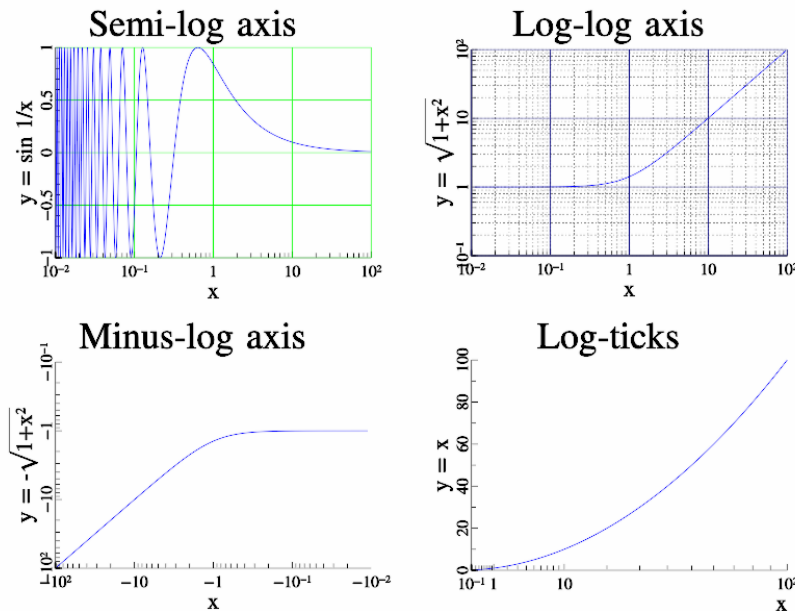 Semi-log axis
y = sin 1/x
1
0.5
0
−0.5
−1
10⁻² 10⁻¹ 1 10 10²
x
Log-log axis
y = √1+x²
10²
10
1
10⁻¹
10⁻² 10⁻¹ 1 10 10²
x
Minus-log axis
y = -√1+x²
−10⁻¹
−1
−10
−10²
−10² −10 −1 −10⁻¹ −10⁻²
x
Log-ticks
y = x
100
80
60
40
20
0
10⁻¹ 1 10 10²
x